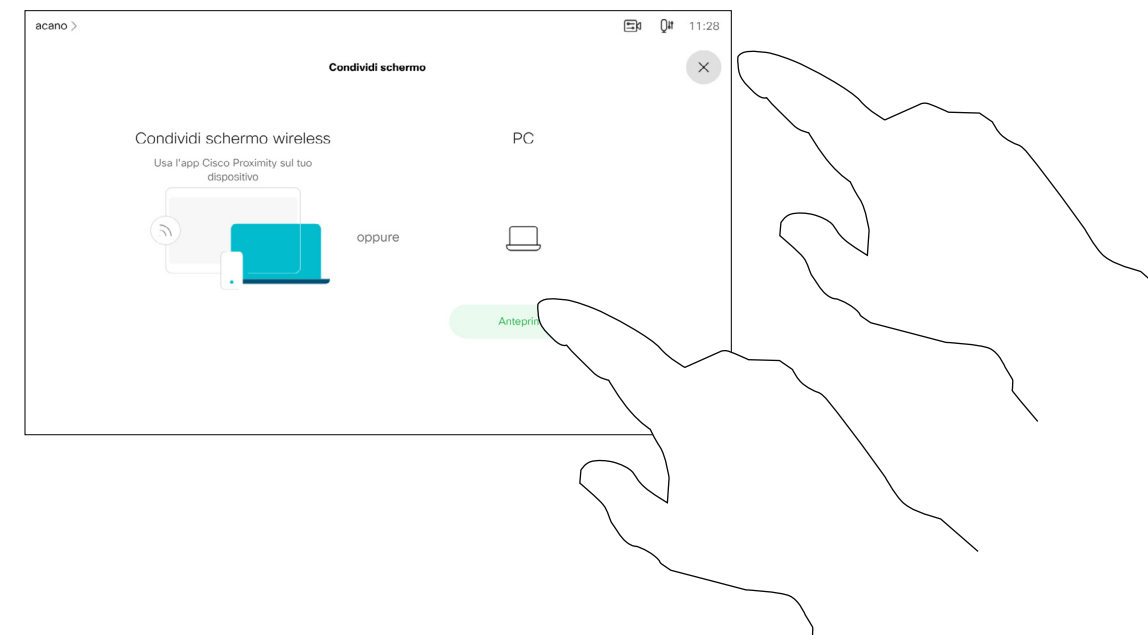 acano
11:28
Condividi schermo
Condividi schermo wireless
PC
Usa l'app Cisco Proximity sul tuo
dispositivo
oppure